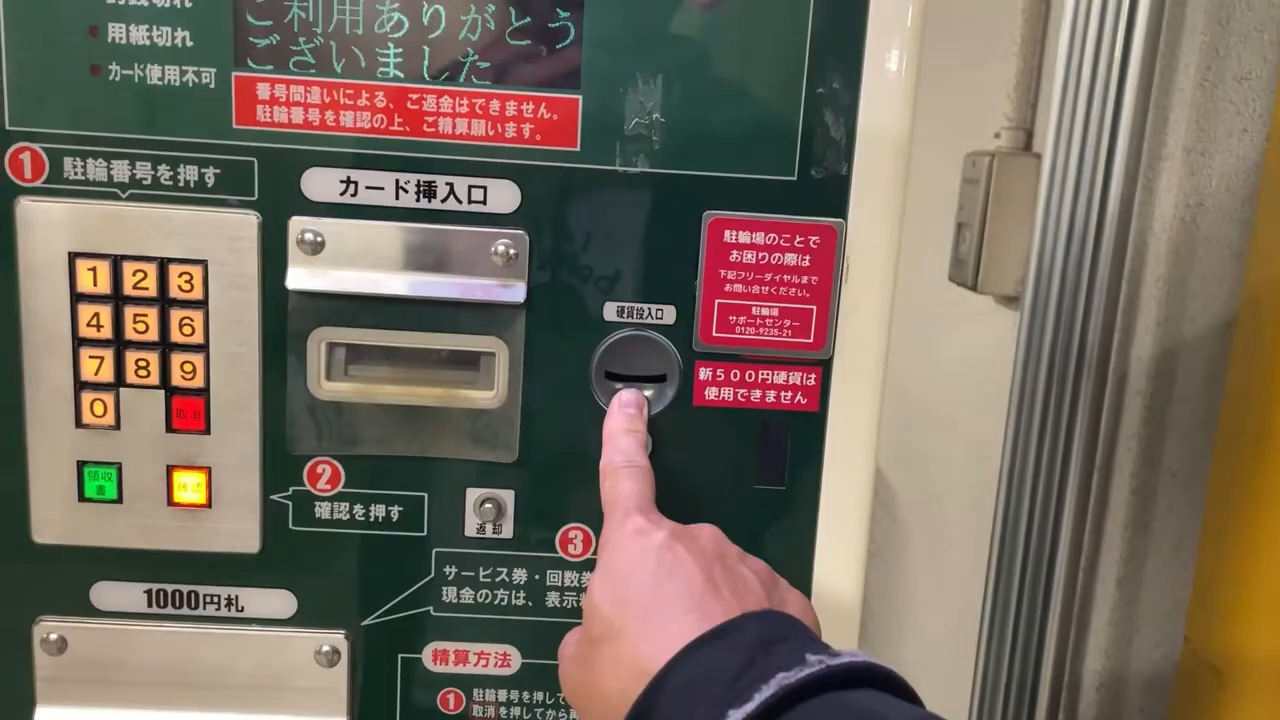 用紙切れ
カード使用不可
ご利用ありがとう
ございました
番号間違いによる、ご返金はできません。
駐輪番号を確認の上、ご精算願います。
1 駐輪番号を押す
カード挿入口
1 2 3
4 5 6
7 8 9
0 取消
領収
書
確認
2
確認を押す
返却
硬貨投入口
駐輪場のことで
お困りの際は
下記フリーダイヤルまで
お問い合せください。
駐輪場
サポートセンター
0120-9235-21
新500円硬貨は
使用できません
3
サービス券・回数券
現金の方は、表示料
1000円札
精算方法
1 駐輪番号を押して
取消を押してから再